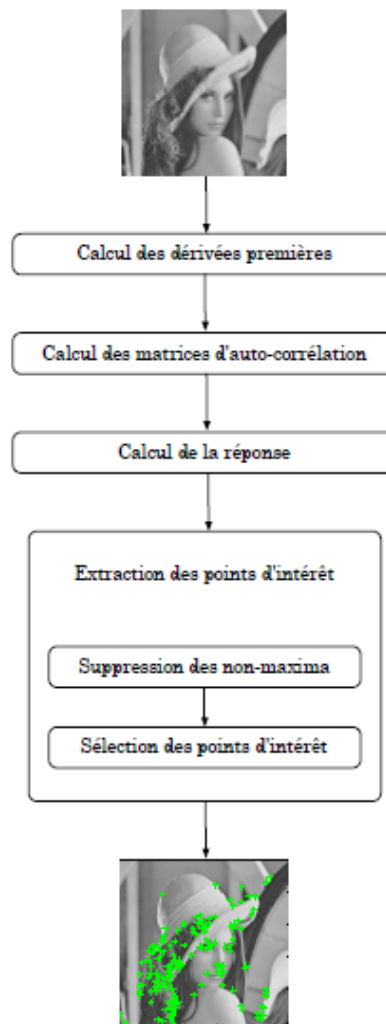 Calcul des dérivées premières
Calcul des matrices d'auto-corrélation
Calcul de la réponse
Extraction des points d'intérêt
Suppression des non-maxima
Sélection des points d'intérêt